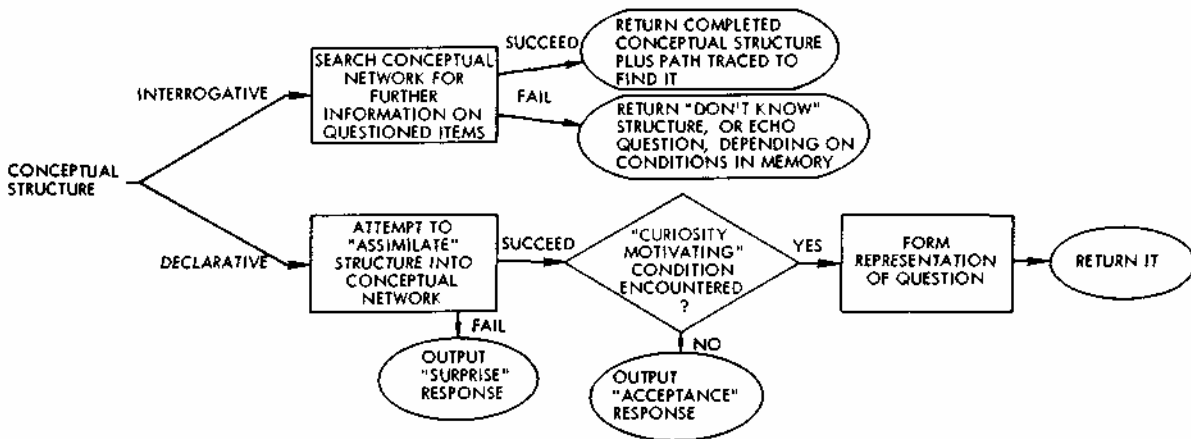 SUCCEED
RETURN COMPLETED
CONCEPTUAL STRUCTURE
PLUS PATH TRACED TO
FIND IT
SEARCH CONCEPTUAL
NETWORK FOR
FURTHER
INFORMATION ON
QUESTIONED ITEMS
INTERROGATIVE
FAIL
RETURN "DON'T KNOW"
STRUCTURE, OR ECHO
QUESTION, DEPENDING ON
CONDITIONS IN MEMORY
CONCEPTUAL
STRUCTURE
DECLARATIVE
ATTEMPT TO
"ASSIMILATE"
STRUCTURE INTO
CONCEPTUAL
NETWORK
SUCCEED
"CURIOSITY
MOTIVATING"
CONDITION
ENCOUNTERED
?
YES
FORM
REPRESENTATION
OF QUESTION
RETURN IT
FAIL
OUTPUT
"SURPRISE"
RESPONSE
NO
OUTPUT
"ACCEPTANCE"
RESPONSE